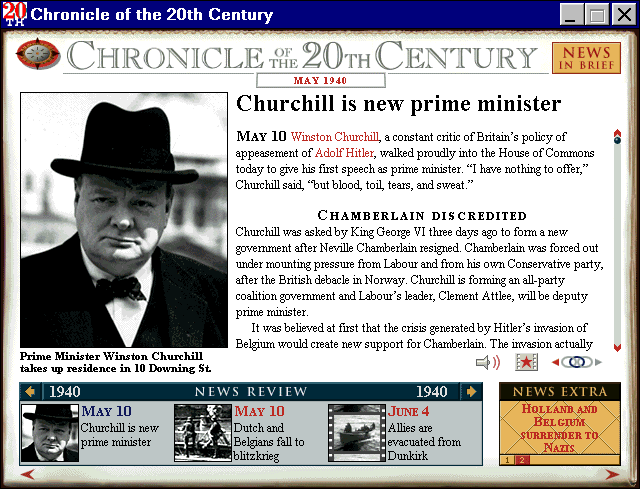 20TH Chronicle of the 20th Century
CHRONICLE OF THE 20TH CENTURY
NEWS
IN BRIEF
MAY 1940
Churchill is new prime minister
MAY 10 Winston Churchill, a constant critic of Britain's policy of
appeasement of Adolf Hitler, walked proudly into the House of Commons
today to give his first speech as prime minister. “I have nothing to offer,”
Churchill said, “but blood, toil, tears, and sweat.”
CHAMBERLAIN DISCREDITED
Churchill was asked by King George VI three days ago to form a new
government after Neville Chamberlain resigned. Chamberlain was forced out
under mounting pressure from Labour and from his own Conservative party,
after the British debacle in Norway. Churchill is forming an all-party
coalition government and Labour's leader, Clement Attlee, will be deputy
prime minister.
It was believed at first that the crisis generated by Hitler's invasion of
Belgium would create new support for Chamberlain. The invasion actually
Prime Minister Winston Churchill
takes up residence in 10 Downing St.
1940 NEWS REVIEW 1940
MAY 10
Churchill is new
prime minister
MAY 10
Dutch and
Belgians fall to
blitzkrieg
JUNE 4
Allies are
evacuated from
Dunkirk
NEWS EXTRA
HOLLAND AND
BELGIUM
SURRENDER TO
NAZIS
1 2